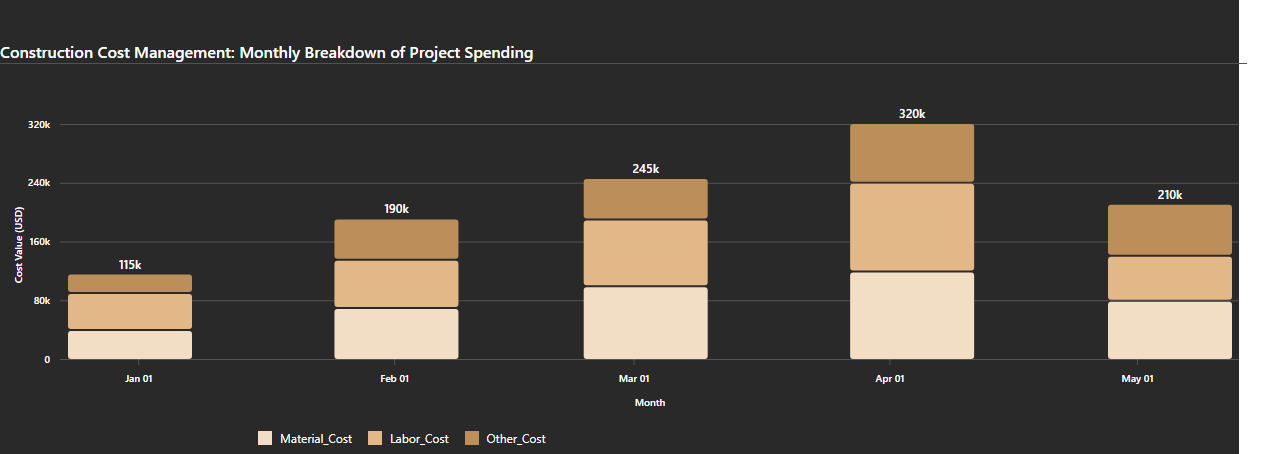 Construction Cost Management: Monthly Breakdown of Project Spending
320k
240k
160k
80k
0
Cost Value (USD)
115k
190k
245k
320k
210k
Jan 01
Feb 01
Mar 01
Apr 01
May 01
Month
Material_Cost
Labor_Cost
Other_Cost